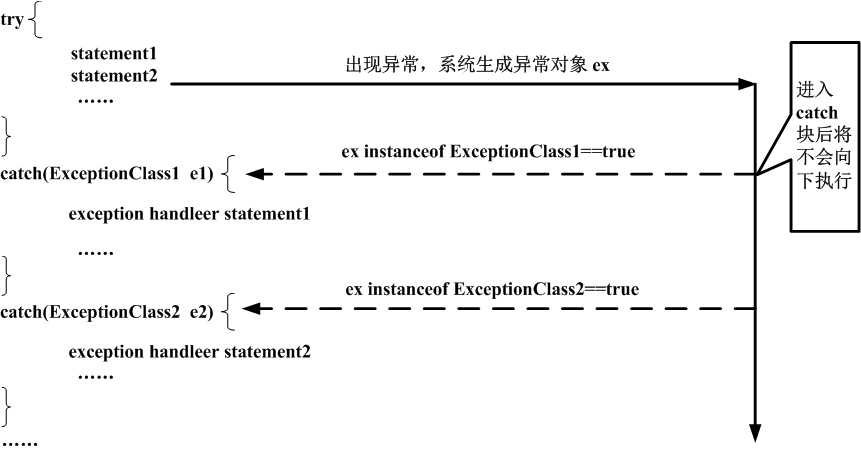 try {
statement1
statement2
……
出现异常，系统生成异常对象 ex
进入
catch
块后将
不会向
下执行
}
ex instanceof ExceptionClass1==true
catch(ExceptionClass1 e1) {
exception handleer statement1
……
}
ex instanceof ExceptionClass2==true
catch(ExceptionClass2 e2) {
exception handleer statement2
……
}
……